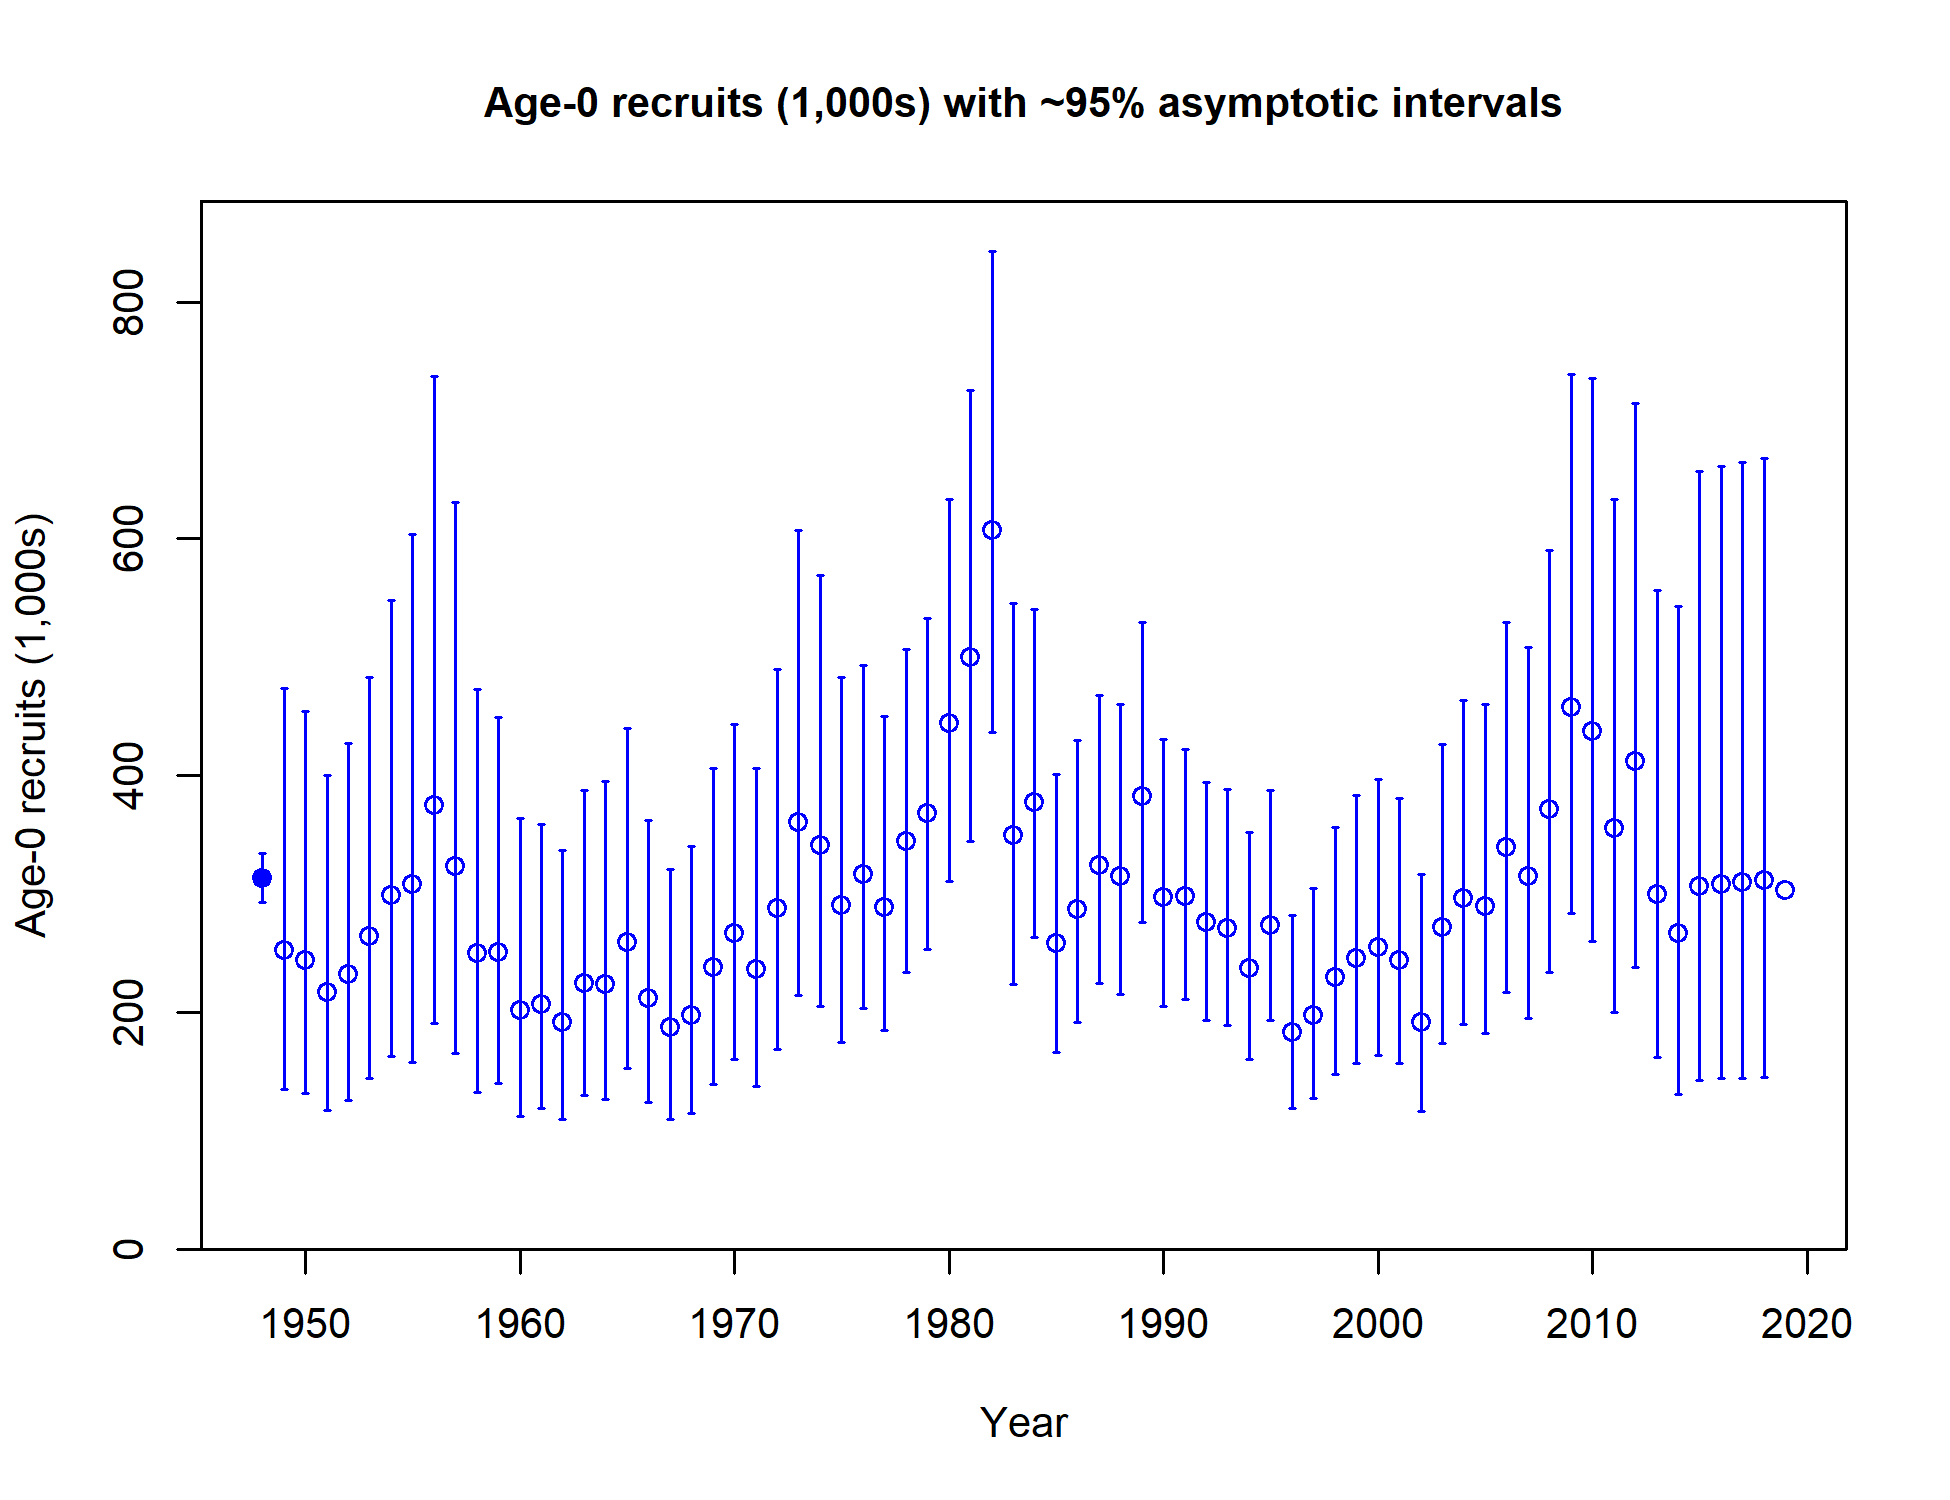 Age-0 recruits (1,000s) with ~95% asymptotic intervals
Age-0 recruits (1,000s)
800
600
400
200
0
1950 1960 1970 1980 1990 2000 2010 2020
Year